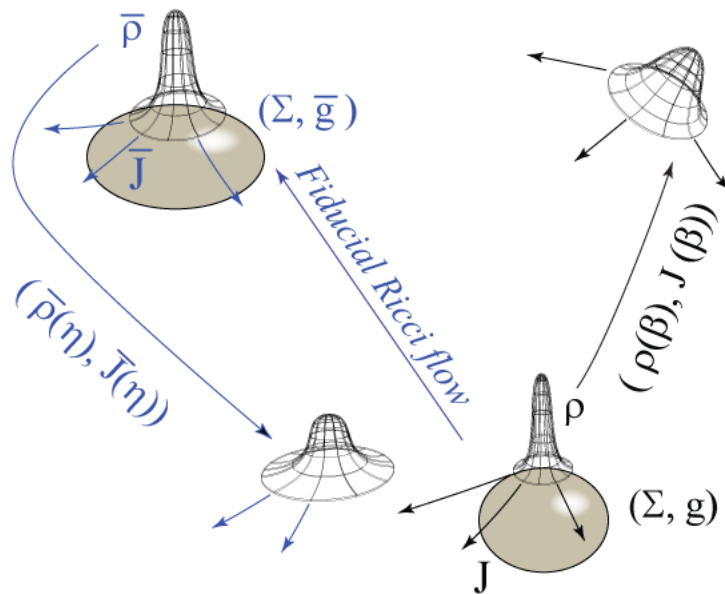 ρ̅
(Σ, g̅ )
J̅
Fiducial Ricci flow
( ρ̅(η), J̅(η))
( ρ(β), J (β))
ρ
(Σ, g)
J